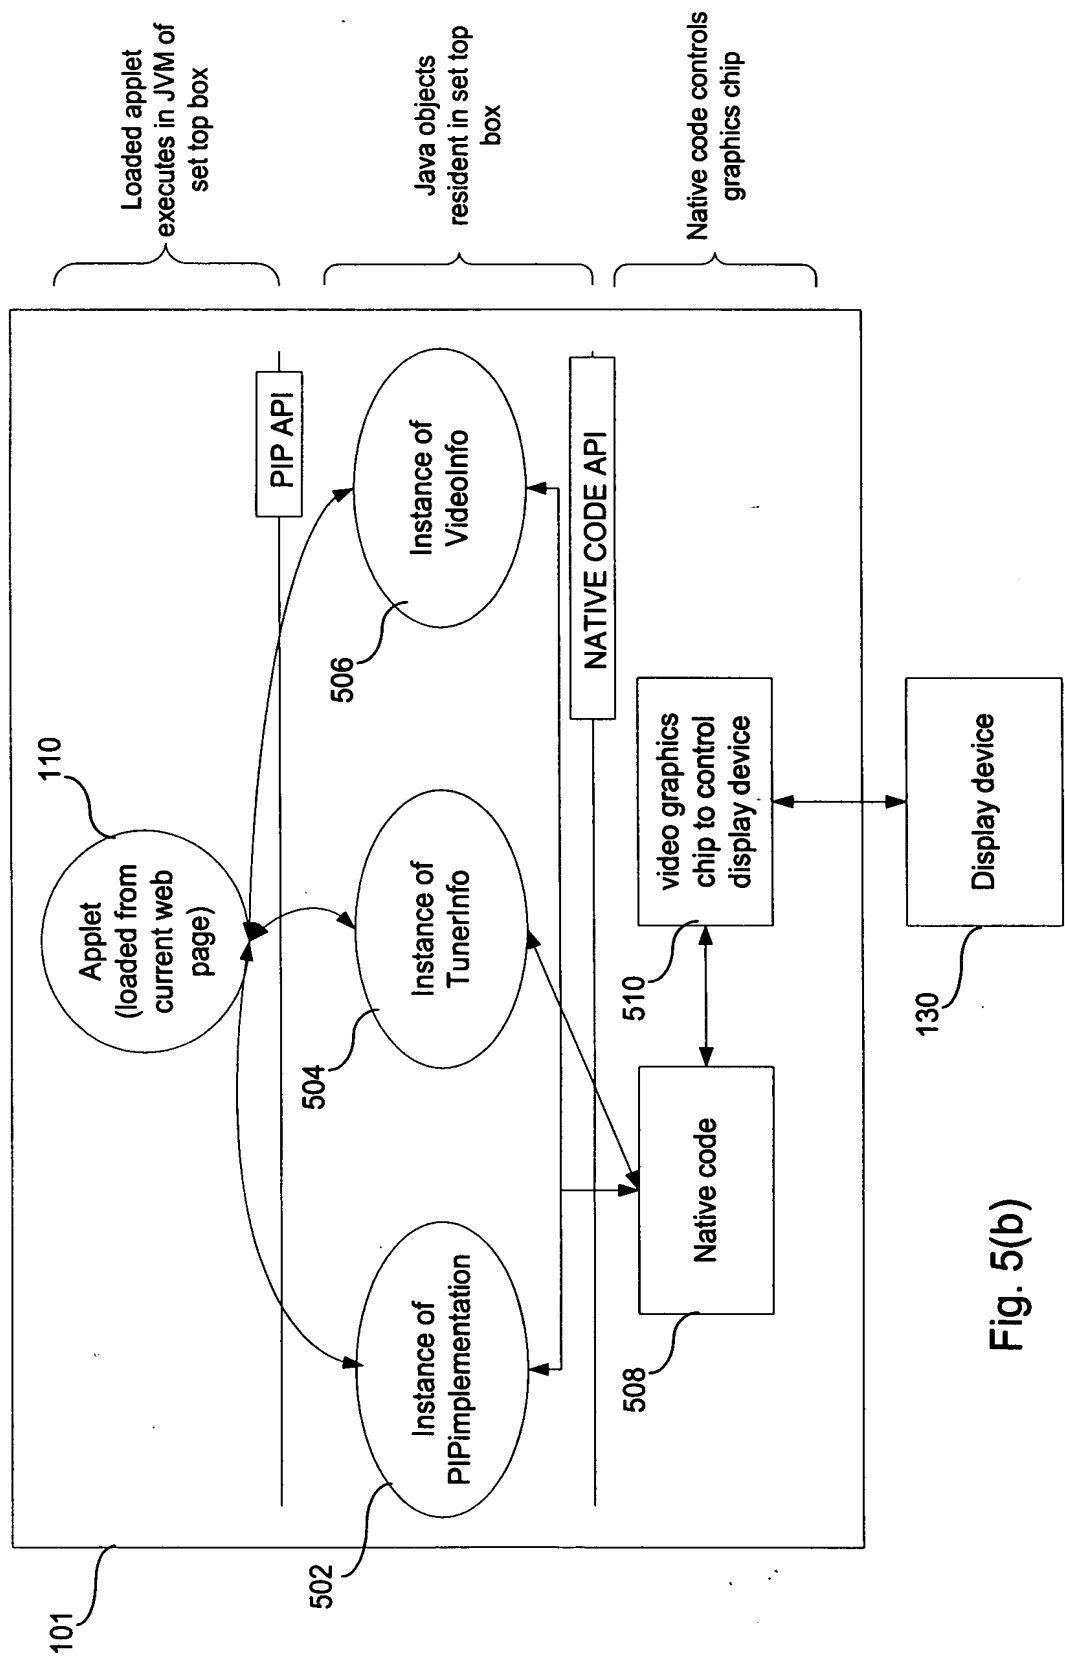 101
110
Applet
(loaded from
current web
page)
Loaded applet
executes in JVM of
set top box
PIP API
502
Instance of
PIPimplementation
504
Instance of
TunerInfo
506
Instance of
VideoInfo
Java objects
resident in set top
box
NATIVE CODE API
508
Native code
510
video graphics
chip to control
display device
Native code controls
graphics chip
130
Display device
Fig. 5(b)